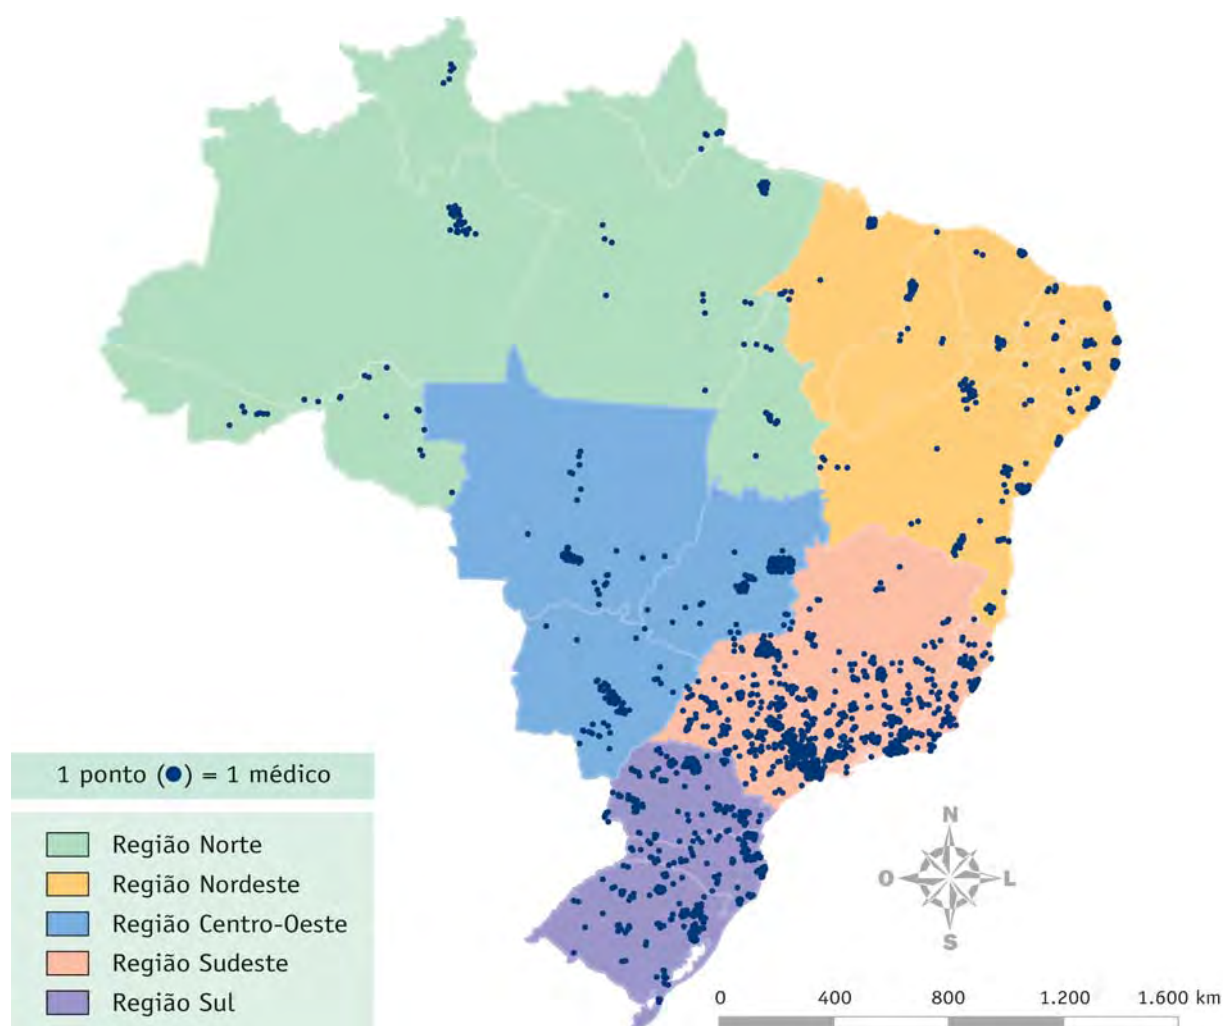 1 ponto (●) = 1 médico
Região Norte
Região Nordeste
Região Centro-Oeste
Região Sudeste
Região Sul
N
O L
S
0 400 800 1.200 1.600 km